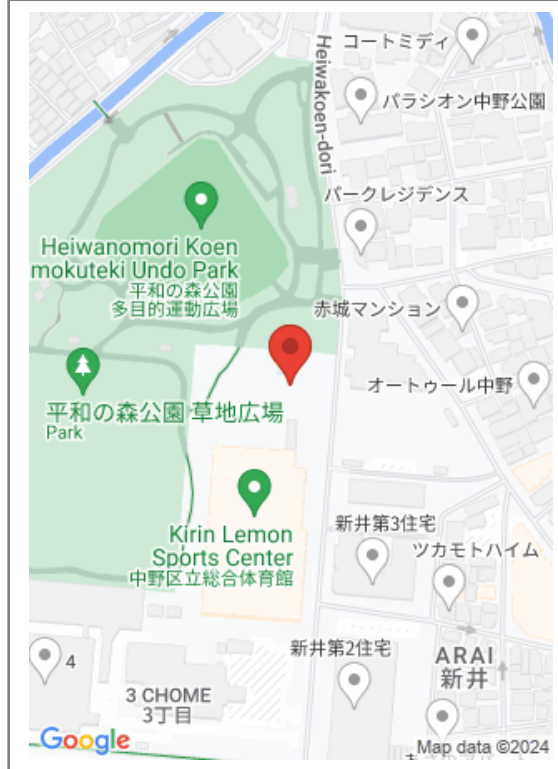 コートミディ
Heiwakoen-dori
パラシオン中野公園
パークレジデンス
Heiwanomori Koen
mokuteki Undo Park
平和の森公園
多目的運動広場
赤城マンション
オートゥール中野
平和の森公園 草地広場
Park
Kirin Lemon
Sports Center
中野区立総合体育館
新井第3住宅
ツカモトハイム
新井第2住宅
ARAI
新井
4
3 CHOME
3丁目
Google
Map data ©2024